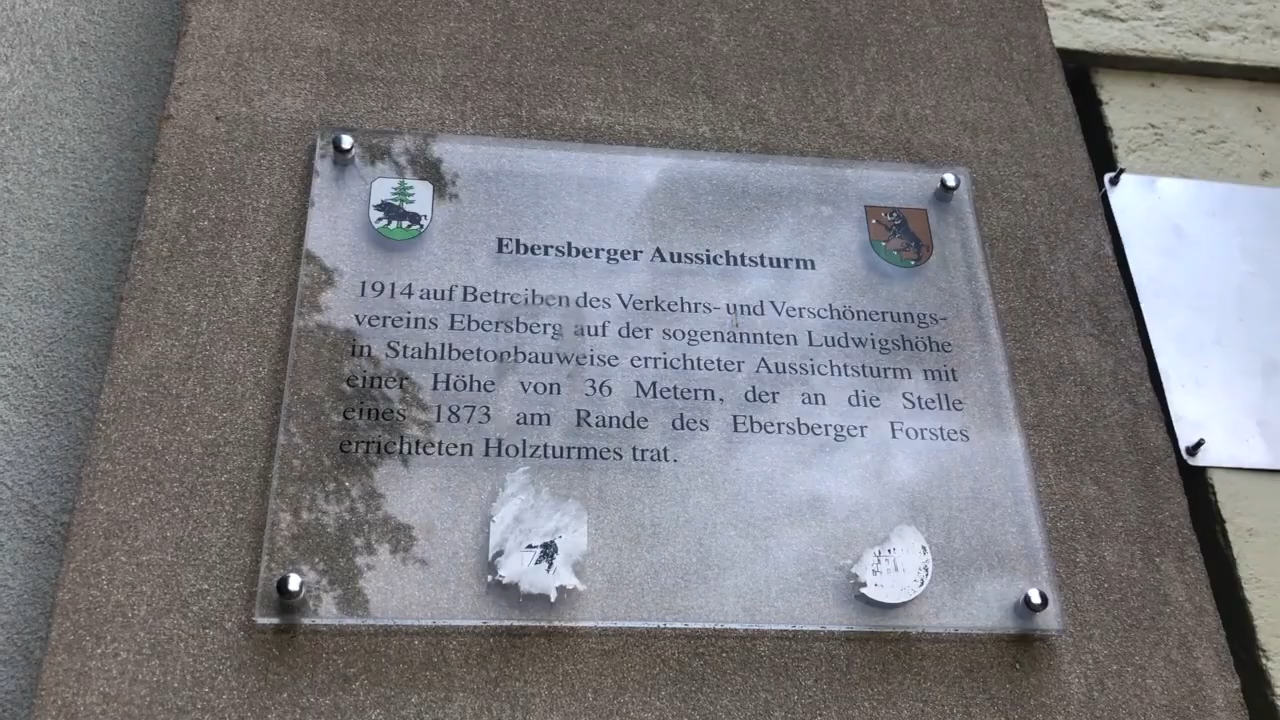 Ebersberger Aussichtsturm
1914 auf Betreiben des Verkehrs- und Verschönerungs-
vereins Ebersberg auf der sogenannten Ludwigshöhe
in Stahlbetonbauweise errichteter Aussichtsturm mit
einer Höhe von 36 Metern, der an die Stelle
eines 1873 am Rande des Ebersberger Forstes
errichteten Holzturmes trat.